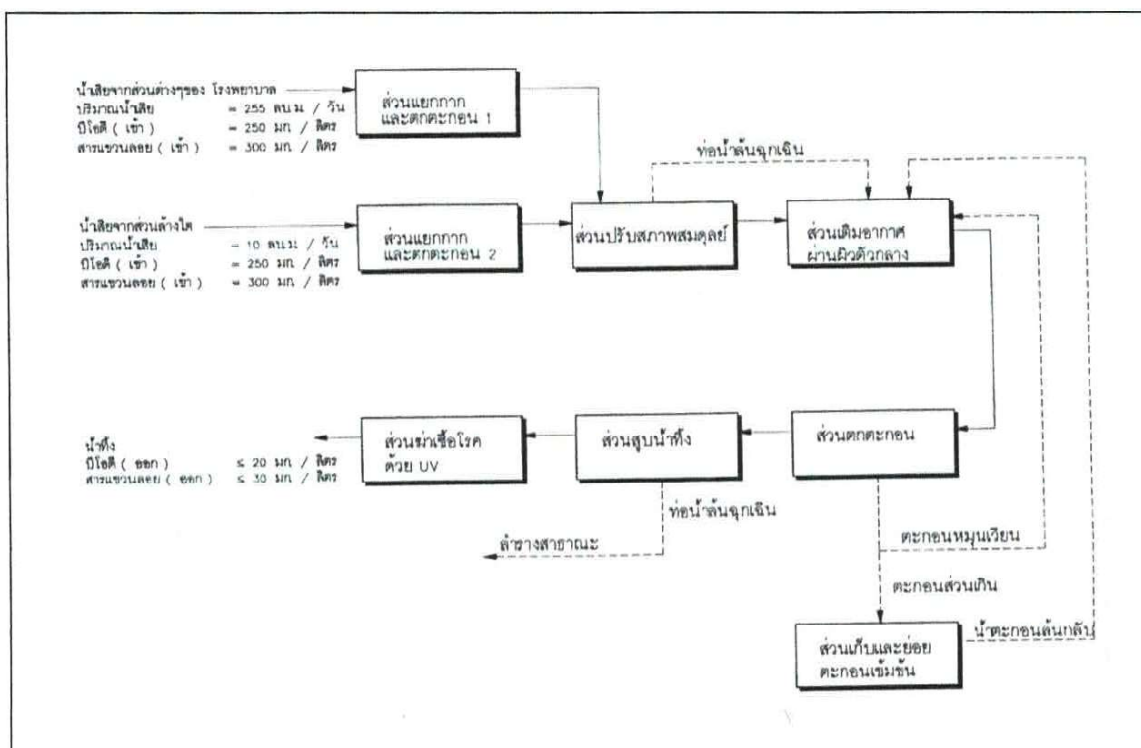 น้ำเสียจากส่วนต่างๆของ โรงพยาบาล
ปริมาณน้ำเสีย = 255 ลบ.ม. / วัน
บีโอดี ( เข้า ) = 250 มก. / ลิตร
สารแขวนลอย ( เข้า ) = 300 มก. / ลิตร
ส่วนแยกกาก
และตกตะกอน 1
ท่อน้ำล้นฉุกเฉิน
น้ำเสียจากส่วนล้างไต
ปริมาณน้ำเสีย = 10 ลบ.ม. / วัน
บีโอดี ( เข้า ) = 250 มก. / ลิตร
สารแขวนลอย ( เข้า ) = 300 มก. / ลิตร
ส่วนแยกกาก
และตกตะกอน 2
ส่วนปรับสภาพสมดุลย์
ส่วนเติมอากาศ
ผ่านผิวตัวกลาง
น้ำทิ้ง
บีโอดี ( ออก ) ≤ 20 มก. / ลิตร
สารแขวนลอย ( ออก ) ≤ 30 มก. / ลิตร
ส่วนฆ่าเชื้อโรค
ด้วย UV
ส่วนสูบน้ำทิ้ง
ส่วนตกตะกอน
ท่อน้ำล้นฉุกเฉิน
ลำรางสาธาณะ
ตะกอนหมุนเวียน
ตะกอนส่วนเกิน
น้ำตะกอนล้นกลับ
ส่วนเก็บและย่อย
ตะกอนเข้มข้น